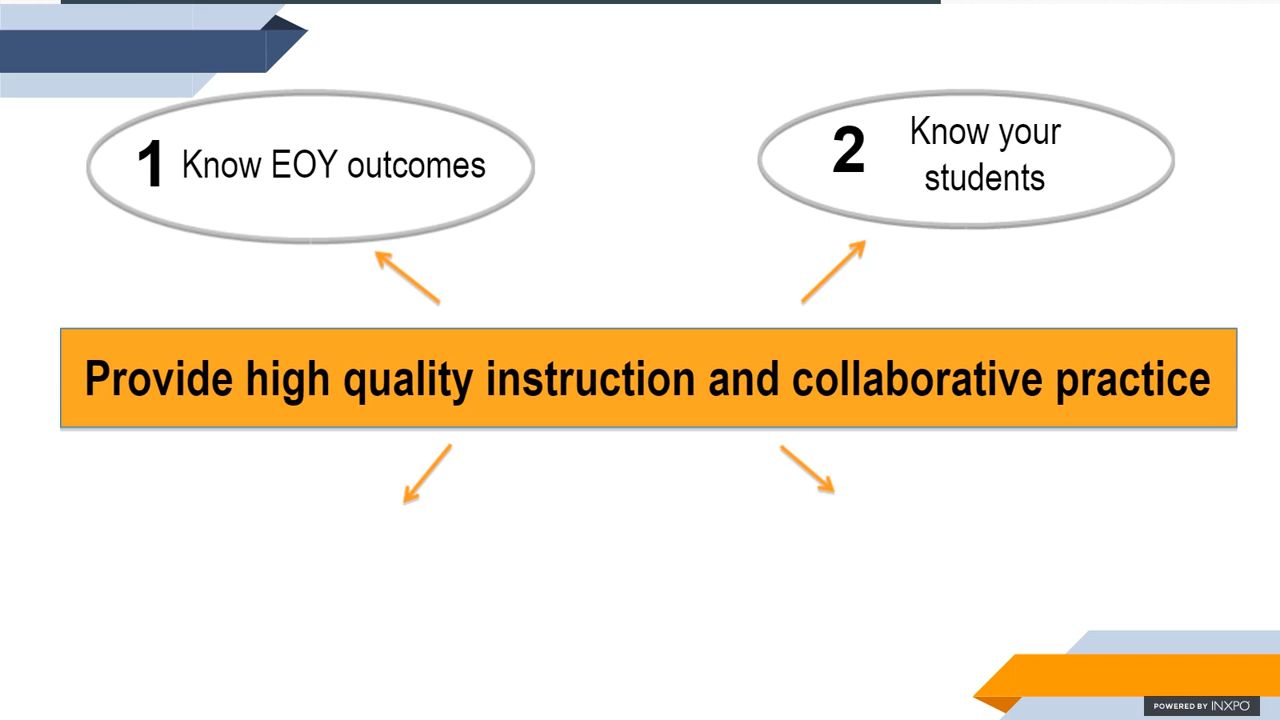 1 Know EOY outcomes
2 Know your
students
Provide high quality instruction and collaborative practice
POWERED BY INXPO